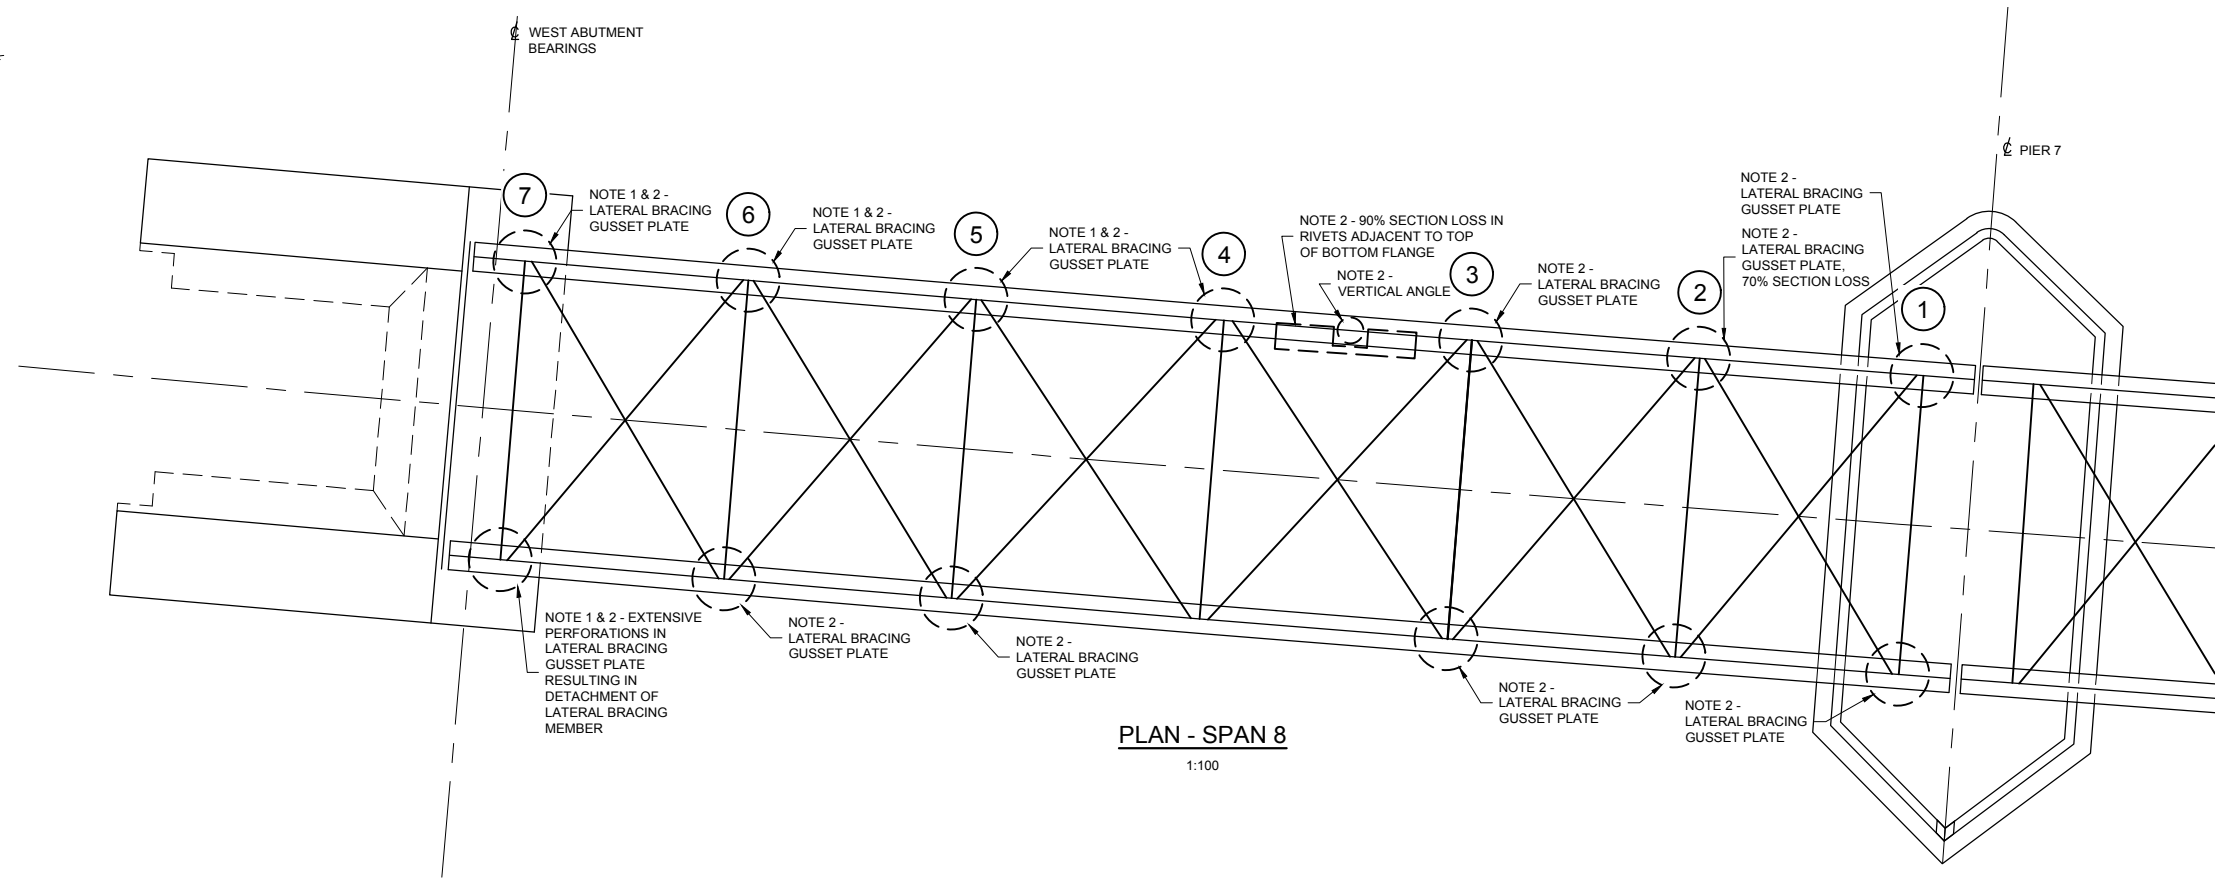 ℄ WEST ABUTMENT
BEARINGS
℄ PIER 7
7
NOTE 1 & 2 -
LATERAL BRACING
GUSSET PLATE
6
NOTE 1 & 2 -
LATERAL BRACING
GUSSET PLATE
5
NOTE 1 & 2 -
LATERAL BRACING
GUSSET PLATE
4
NOTE 2 - 90% SECTION LOSS IN
RIVETS ADJACENT TO TOP
OF BOTTOM FLANGE
NOTE 2 -
VERTICAL ANGLE
3
NOTE 2 -
LATERAL BRACING
GUSSET PLATE
2
NOTE 2 -
LATERAL BRACING
GUSSET PLATE
NOTE 2 -
LATERAL BRACING
GUSSET PLATE,
70% SECTION LOSS
1
NOTE 1 & 2 - EXTENSIVE
PERFORATIONS IN
LATERAL BRACING
GUSSET PLATE
RESULTING IN
DETACHMENT OF
LATERAL BRACING
MEMBER
NOTE 2 -
LATERAL BRACING
GUSSET PLATE
NOTE 2 -
LATERAL BRACING
GUSSET PLATE
NOTE 2 -
LATERAL BRACING
GUSSET PLATE
NOTE 2 -
LATERAL BRACING
GUSSET PLATE
PLAN - SPAN 8
1:100